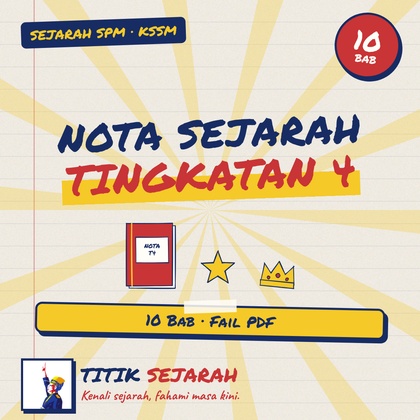 SEJARAH SPM · KSSM
10
BAB
NOTA SEJARAH
TINGKATAN 4
NOTA
T4
10 BAB · FAIL PDF
TITIK SEJARAH
Kenali sejarah, fahami masa kini.